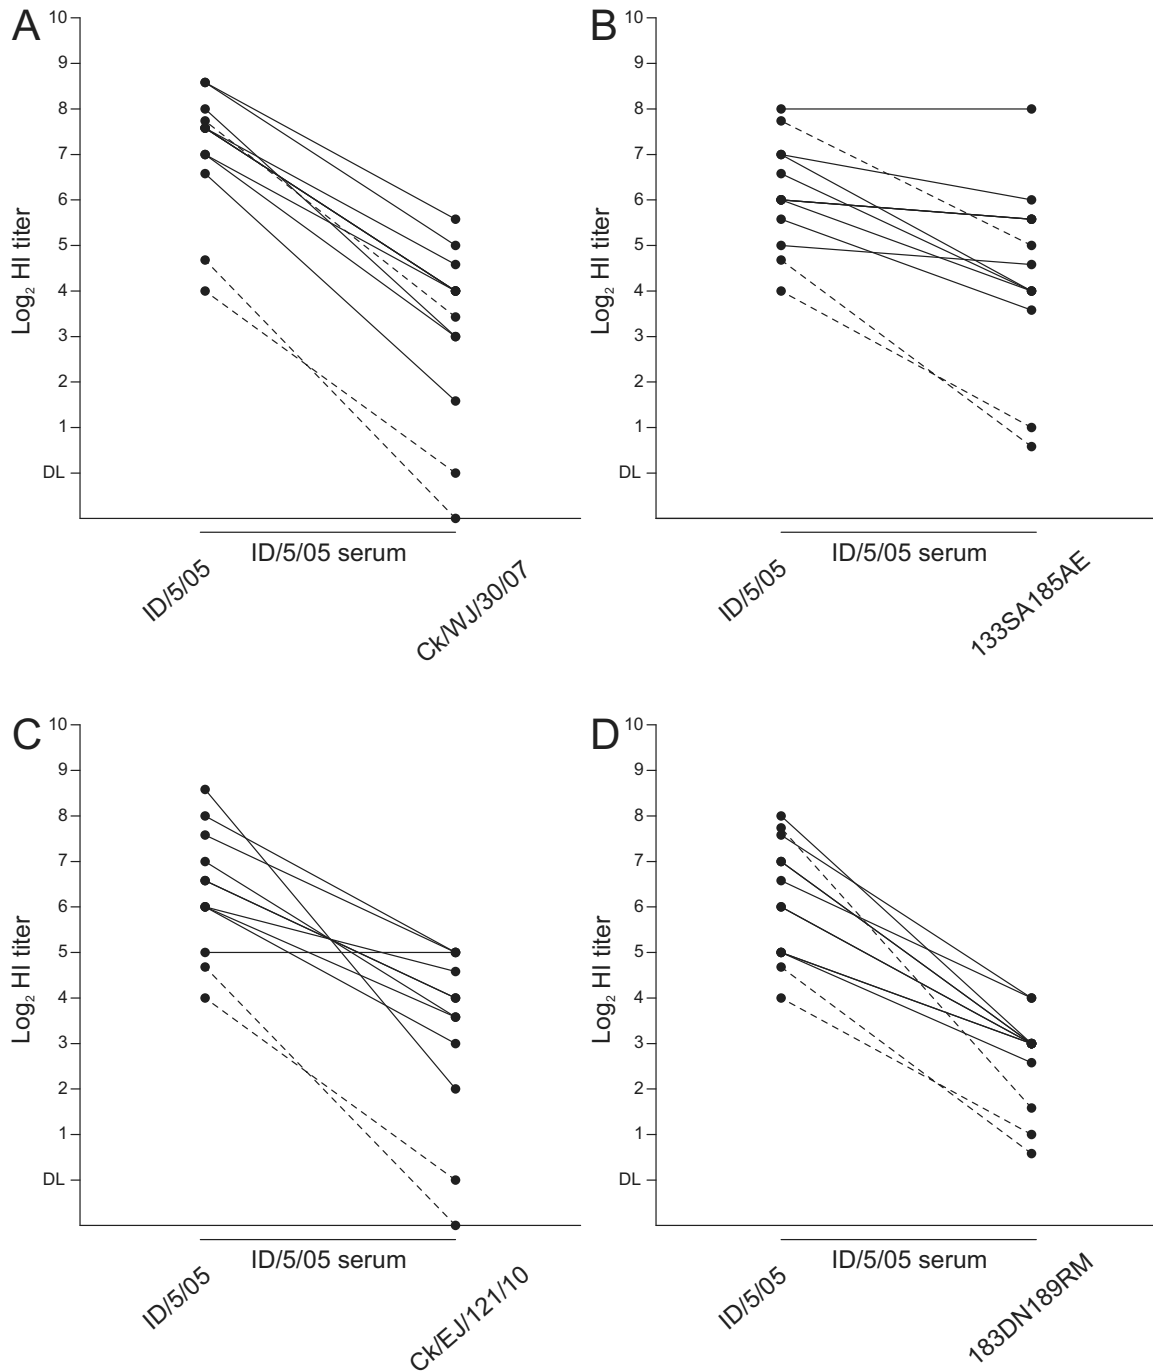 A
10
9
8
7
6
5
4
3
2
1
DL
Log₂ HI titer
ID/5/05 serum
ID/5/05
Ck/WJ/30/07
B
10
9
8
7
6
5
4
3
2
1
DL
Log₂ HI titer
ID/5/05 serum
ID/5/05
133SA185AE
C
10
9
8
7
6
5
4
3
2
1
DL
Log₂ HI titer
ID/5/05 serum
ID/5/05
Ck/EJ/121/10
D
10
9
8
7
6
5
4
3
2
1
DL
Log₂ HI titer
ID/5/05 serum
ID/5/05
183DN189RM